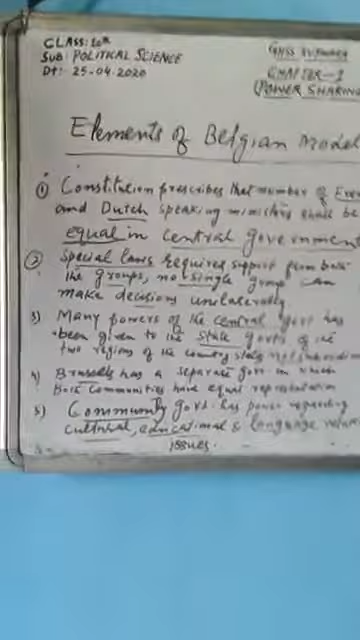 CLASS: 10th
SUB: POLITICAL SCIENCE
Dt: 25-04-2020
GHSS
CHAPTER-1
(POWER SHARING
Elements of Belgian Model
① Constitution prescribes that number of
and Dutch speaking ministers shall be
equal in central government
② Special laws required support from both
the groups, no single group can
make decisions unilaterally.
3) Many powers of the central govt has
been given to the state govts of the
two regions of the country state not
4) Brussels has a separate govt in which
Both Communities have equal representation
5) Community govt. has power regarding
cultural, educational & language
issues.